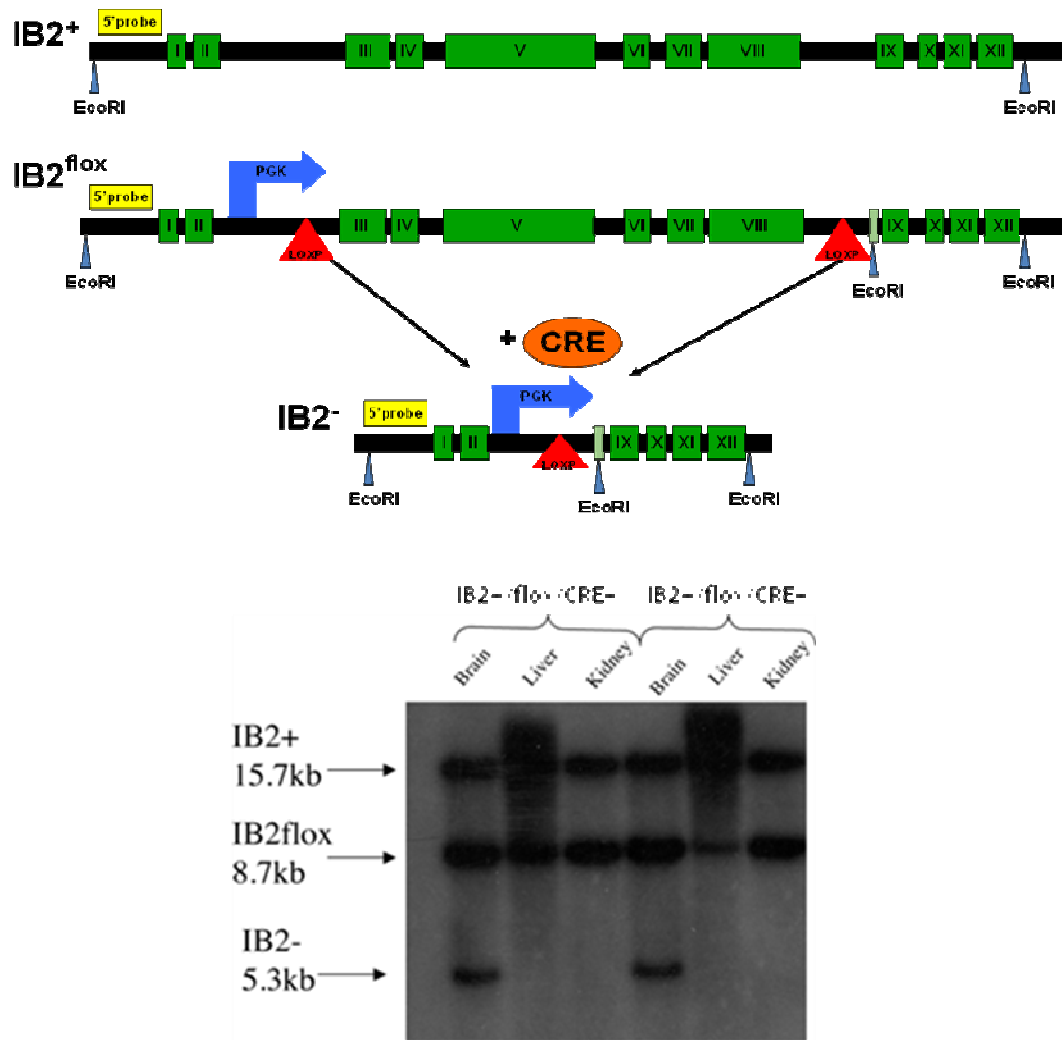 IB2+
5'probe
I II III IV V VI VII VIII IX X XI XII
EcoRI EcoRI
IB2flox
PGK
5'probe
I II III IV V VI VII VIII IX X XI XII
LOXP LOXP
EcoRI EcoRI EcoRI
+ CRE
PGK
IB2-
5'probe
I II IX X XI XII
LOXP
EcoRI EcoRI EcoRI
Brain Liver Kidney Brain Liver Kidney
IB2+
15.7kb
IB2flox
8.7kb
IB2-
5.3kb